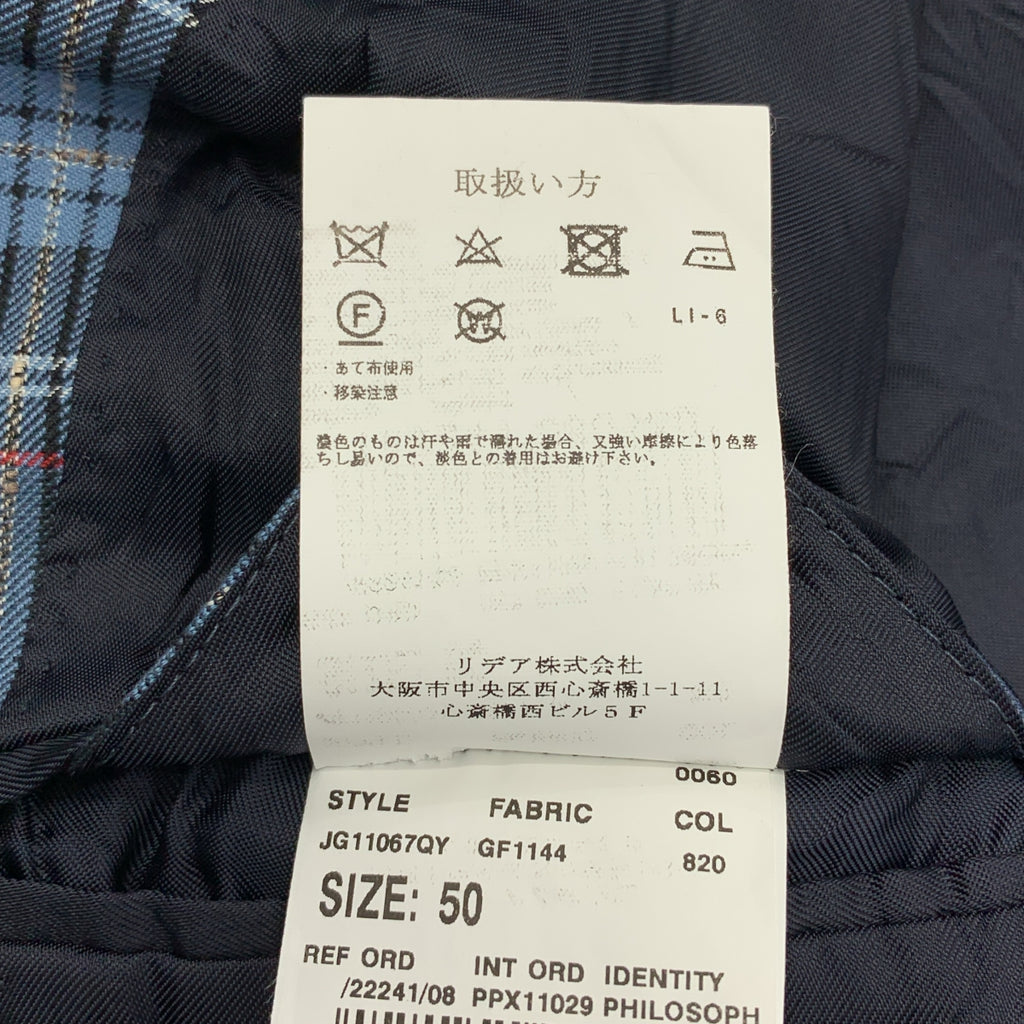 取扱い方
F
W
LI-6
・あて布使用
・移染注意
濃色のものは汗や雨で濡れた場合、又強い摩擦により色落
ちし易いので、淡色との着用はお避け下さい。
リデア株式会社
大阪市中央区西心斎橋1-1-11
心斎橋西ビル5F
0060
STYLE FABRIC COL
JG11067QY GF1144 820
SIZE: 50
REF ORD INT ORD IDENTITY
/22241/08 PPX11029 PHILOSOPH